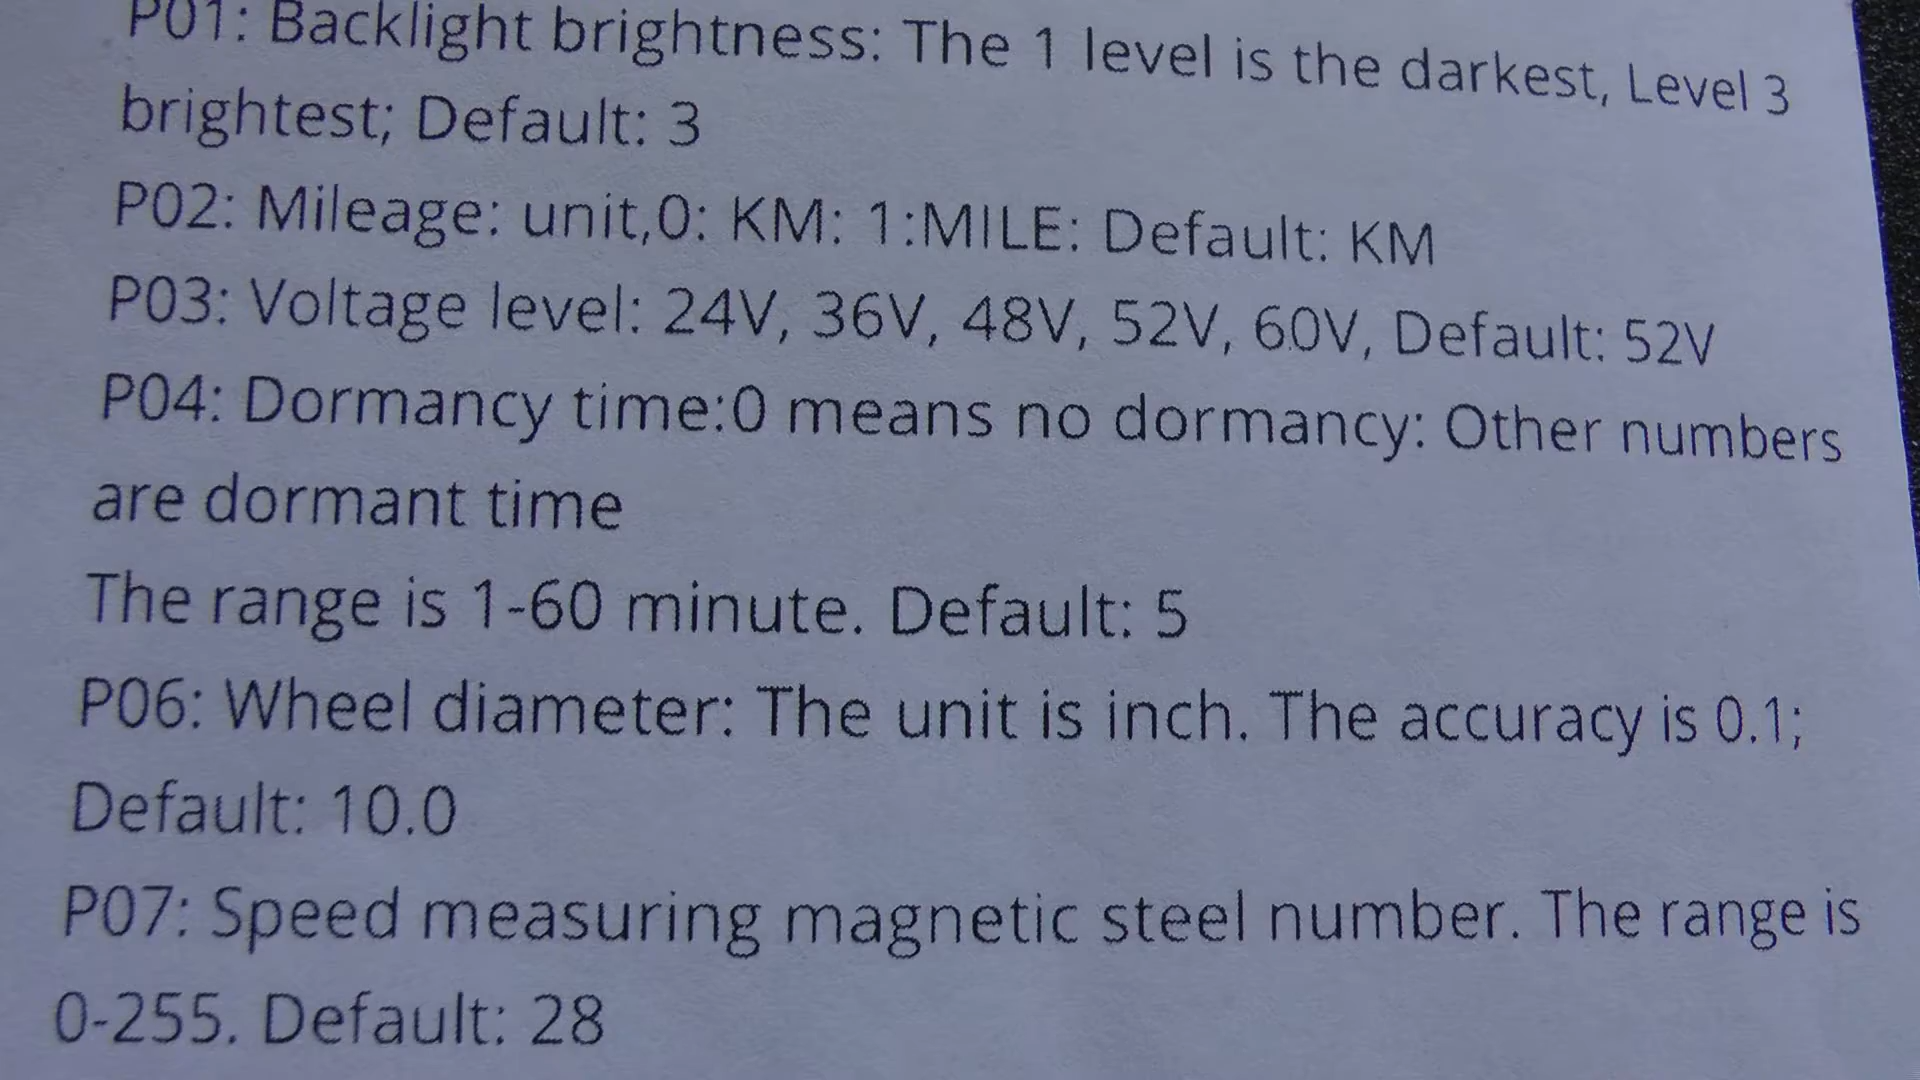 P01: Backlight brightness: The 1 level is the darkest, Level 3
brightest; Default: 3
P02: Mileage: unit,0: KM: 1:MILE: Default: KM
P03: Voltage level: 24V, 36V, 48V, 52V, 60V, Default: 52V
P04: Dormancy time:0 means no dormancy: Other numbers
are dormant time
The range is 1-60 minute. Default: 5
P06: Wheel diameter: The unit is inch. The accuracy is 0.1;
Default: 10.0
P07: Speed measuring magnetic steel number. The range is
0-255. Default: 28